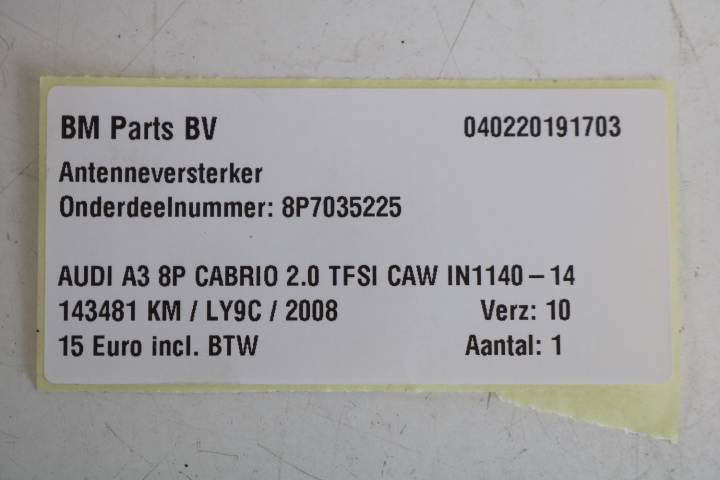 BM Parts BV 040220191703
Antenneversterker
Onderdeelnummer: 8P7035225
AUDI A3 8P CABRIO 2.0 TFSI CAW IN1140 – 14
143481 KM / LY9C / 2008 Verz: 10
15 Euro incl. BTW Aantal: 1